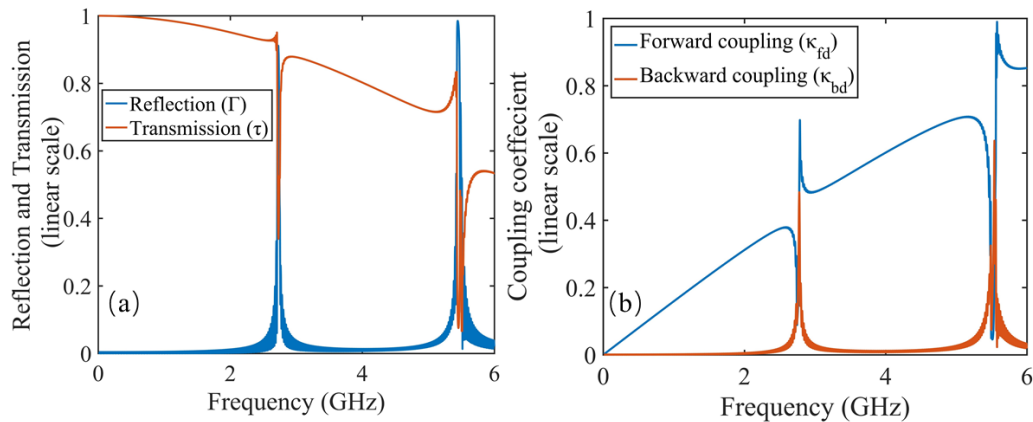 Reflection and Transmission
(linear scale)
1
0.8
0.6
0.4
0.2
0
Reflection (Γ)
Transmission (τ)
(a)
0
2
4
6
Frequency (GHz)
Coupling coeffecient
(linear scale)
1
0.8
0.6
0.4
0.2
0
Forward coupling (κfd)
Backward coupling (κbd)
(b)
0
2
4
6
Frequency (GHz)